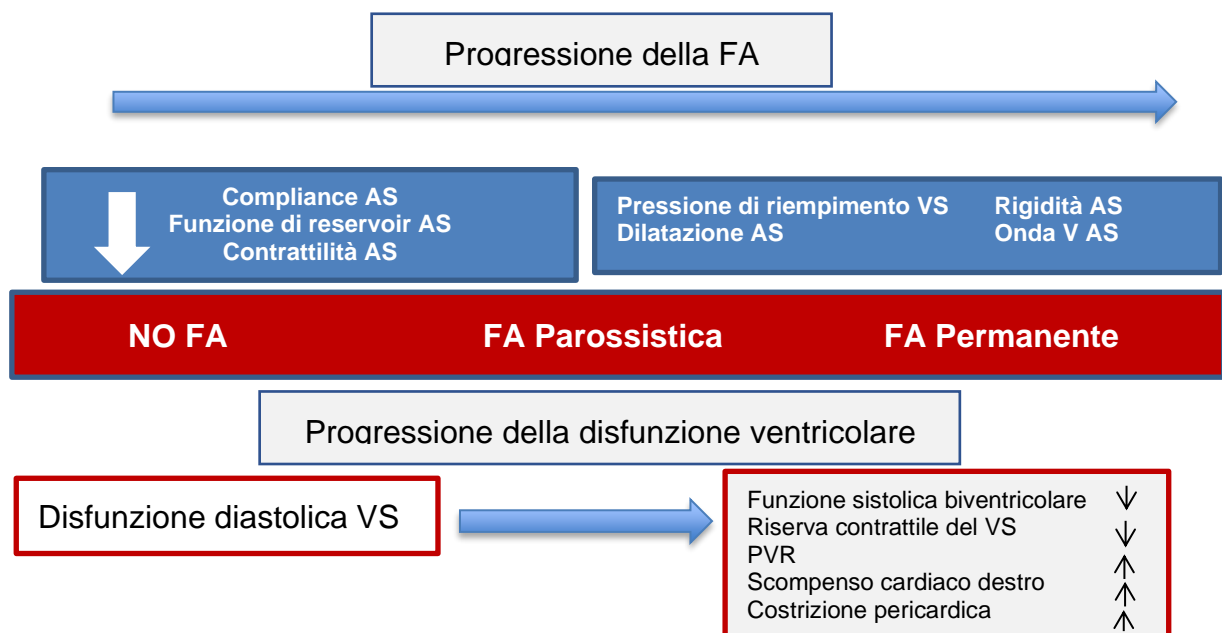 Progressione della FA
Compliance AS
Funzione di reservoir AS
Contrattilità AS
Pressione di riempimento VS Rigidità AS
Dilatazione AS Onda V AS
NO FA FA Parossistica FA Permanente
Progressione della disfunzione ventricolare
Disfunzione diastolica VS
Funzione sistolica biventricolare ↓
Riserva contrattile del VS ↓
PVR ↑
Scompenso cardiaco destro ↑
Costrizione pericardica ↑